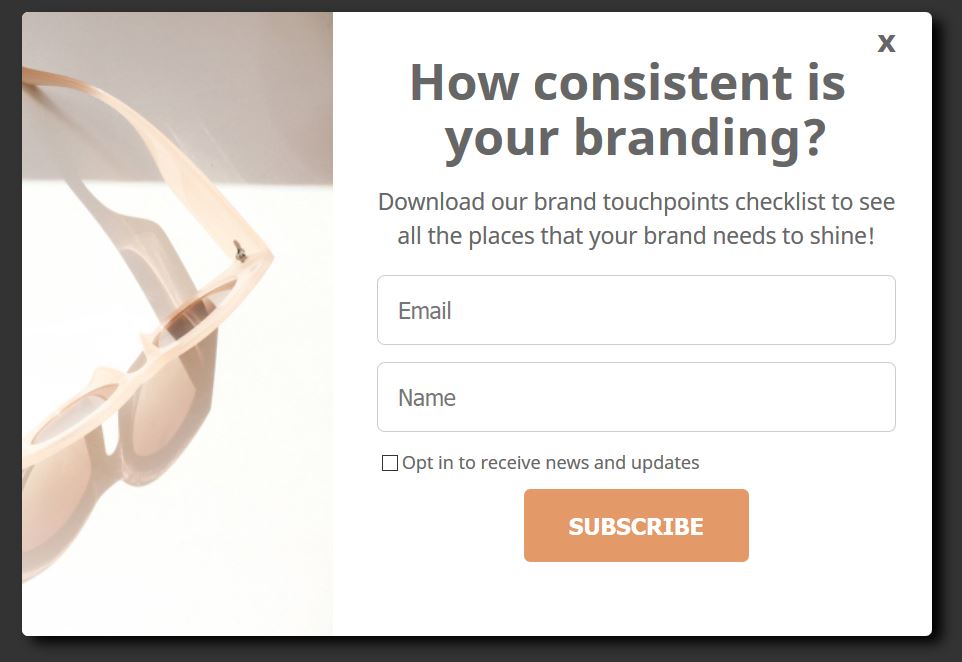 x
How consistent is
your branding?
Download our brand touchpoints checklist to see
all the places that your brand needs to shine!
Email
Name
Opt in to receive news and updates
SUBSCRIBE